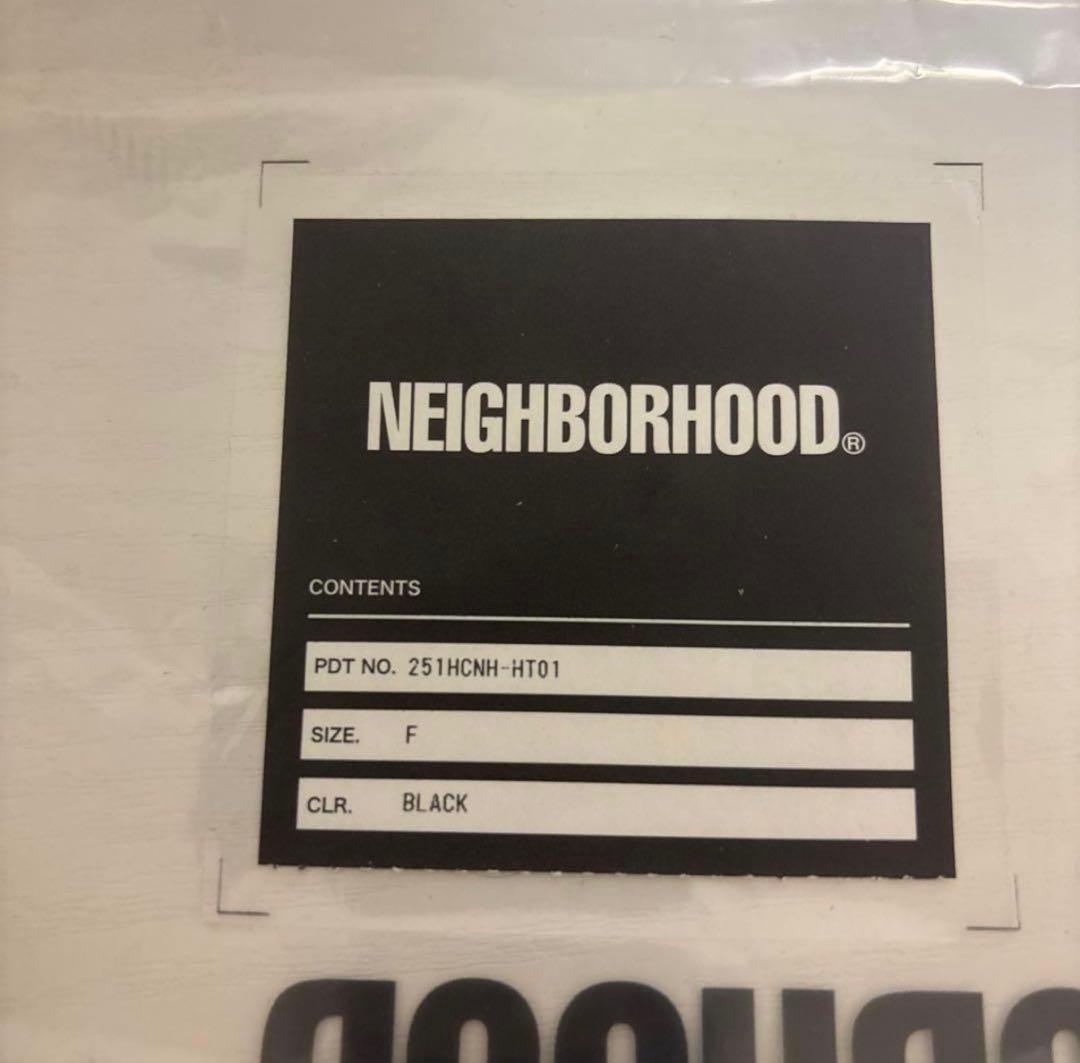 NEIGHBORHOOD®
CONTENTS
PDT NO. 251HCNH-HT01
SIZE. F
CLR. BLACK